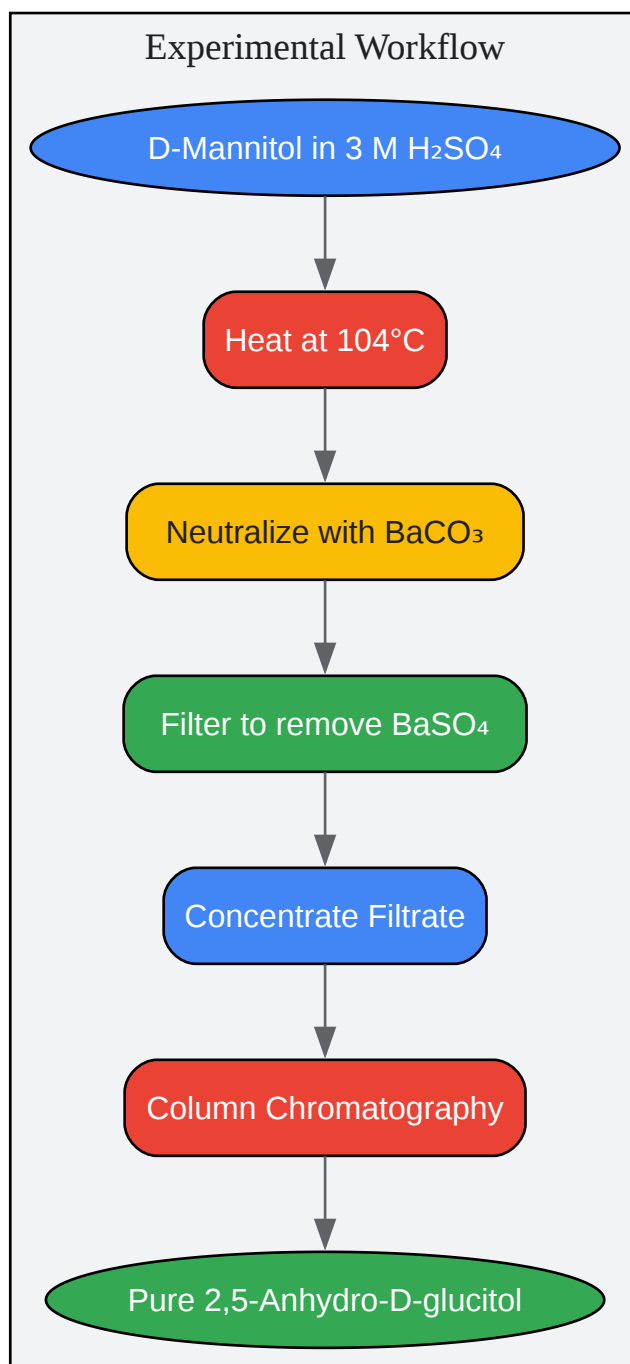 Experimental Workflow
D-Mannitol in 3 M H₂SO₄
Heat at 104°C
Neutralize with BaCO₃
Filter to remove BaSO₄
Concentrate Filtrate
Column Chromatography
Pure 2,5-Anhydro-D-glucitol